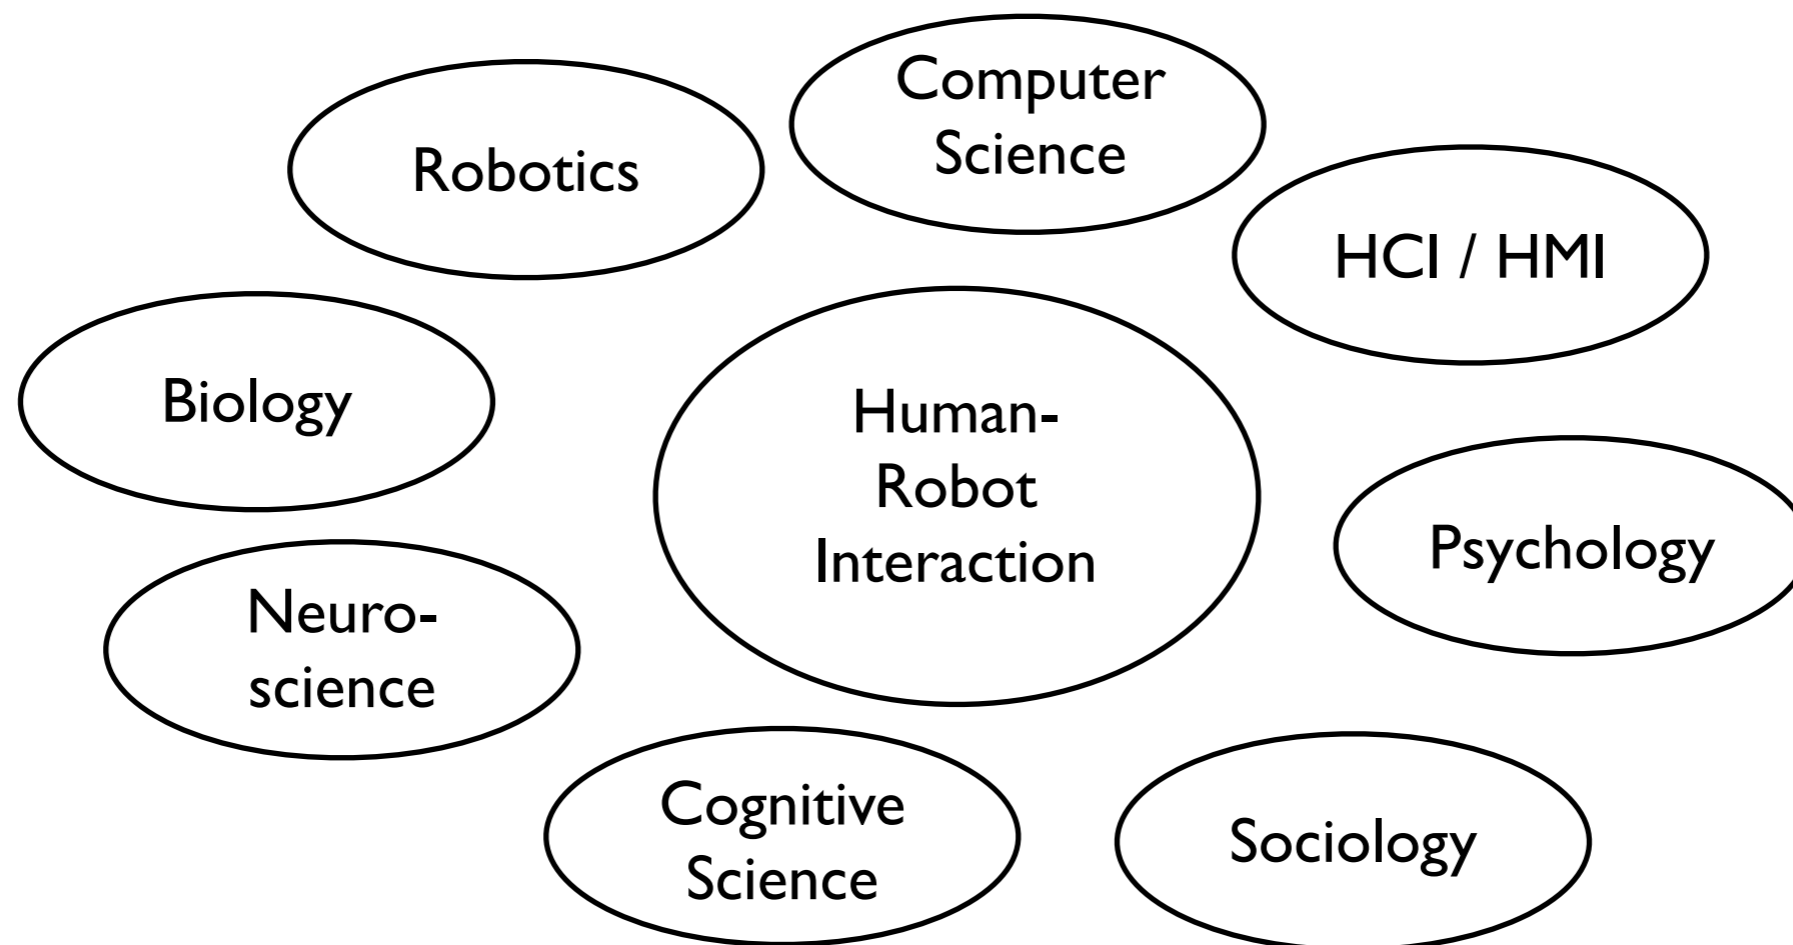 Computer
Science
Robotics
HCI / HMI
Biology
Human-
Robot
Interaction
Psychology
Neuro-
science
Cognitive
Science
Sociology